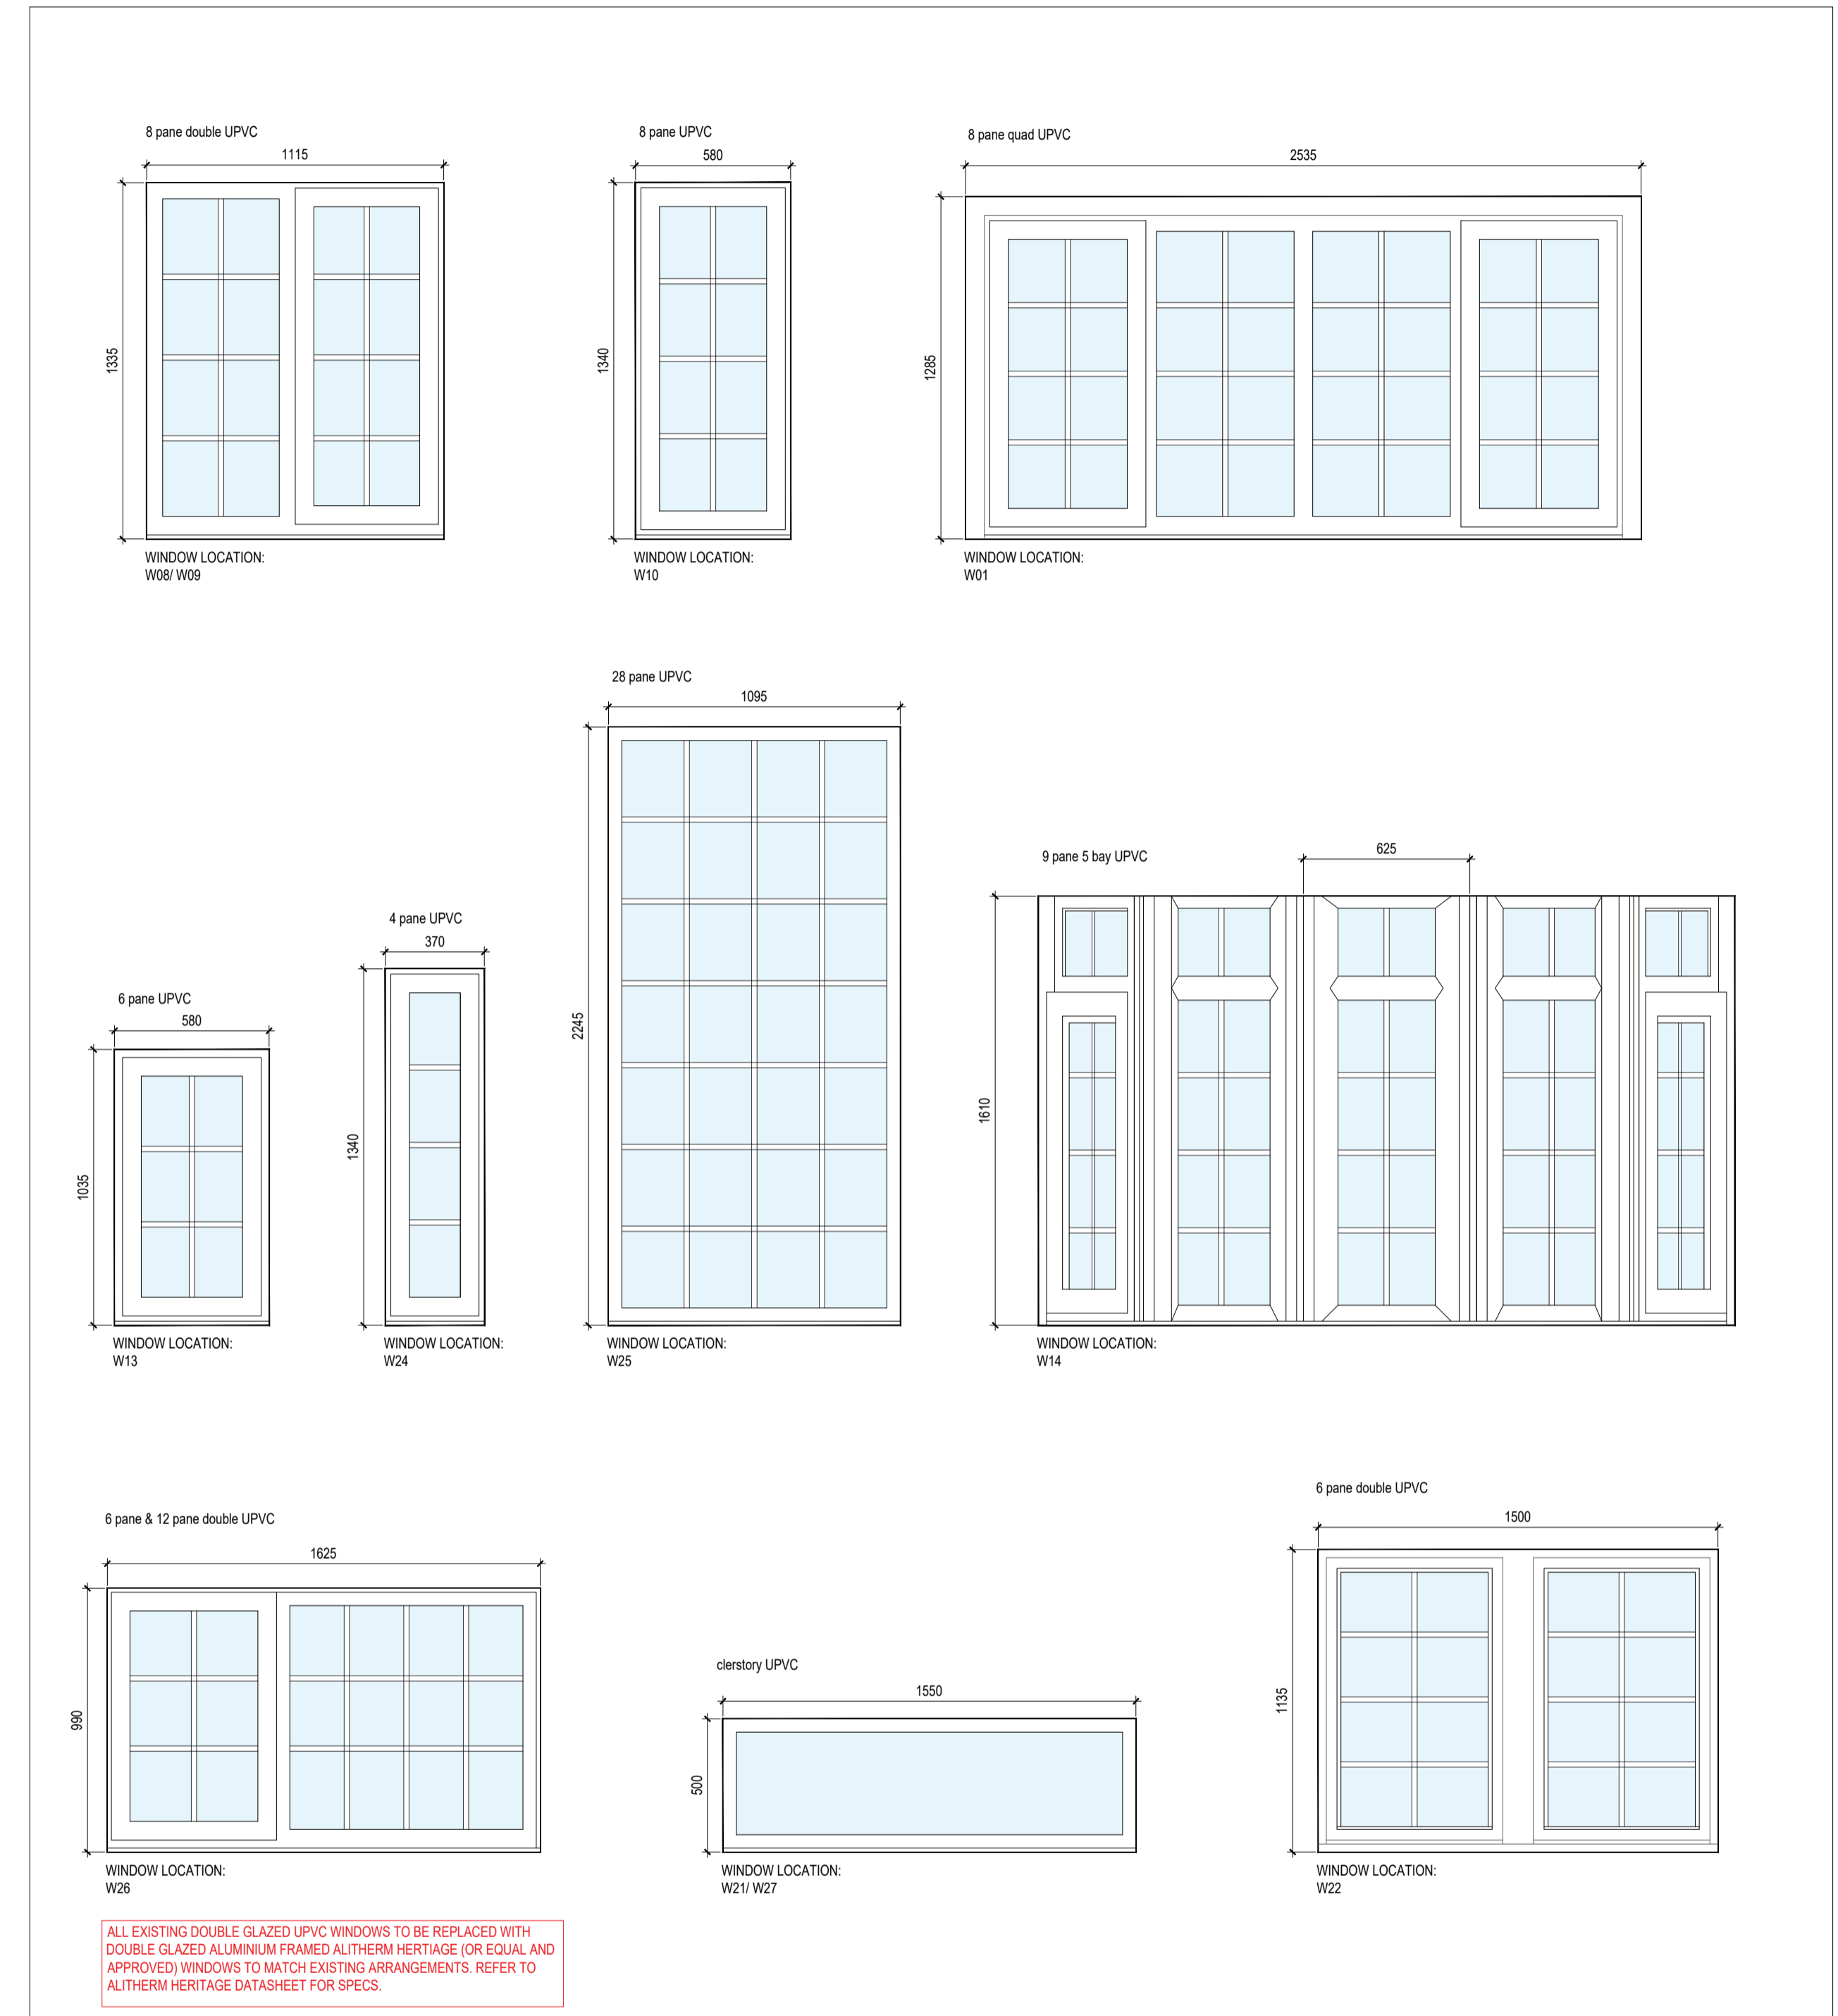 8 pane double UPVC
1115
1335
WINDOW LOCATION:
W08/ W09
8 pane UPVC
580
1340
WINDOW LOCATION:
W10
8 pane quad UPVC
2535
1285
WINDOW LOCATION:
W01
6 pane UPVC
580
1035
WINDOW LOCATION:
W13
4 pane UPVC
370
1340
WINDOW LOCATION:
W24
28 pane UPVC
1095
2245
WINDOW LOCATION:
W25
9 pane 5 bay UPVC
625
1610
WINDOW LOCATION:
W14
6 pane & 12 pane double UPVC
1625
990
WINDOW LOCATION:
W26
clerstory UPVC
1550
500
WINDOW LOCATION:
W21/ W27
6 pane double UPVC
1500
1135
WINDOW LOCATION:
W22
ALL EXISTING DOUBLE GLAZED UPVC WINDOWS TO BE REPLACED WITH
DOUBLE GLAZED ALUMINIUM FRAMED ALITHERM HERTIAGE (OR EQUAL AND
APPROVED) WINDOWS TO MATCH EXISTING ARRANGEMENTS. REFER TO
ALITHERM HERITAGE DATASHEET FOR SPECS.